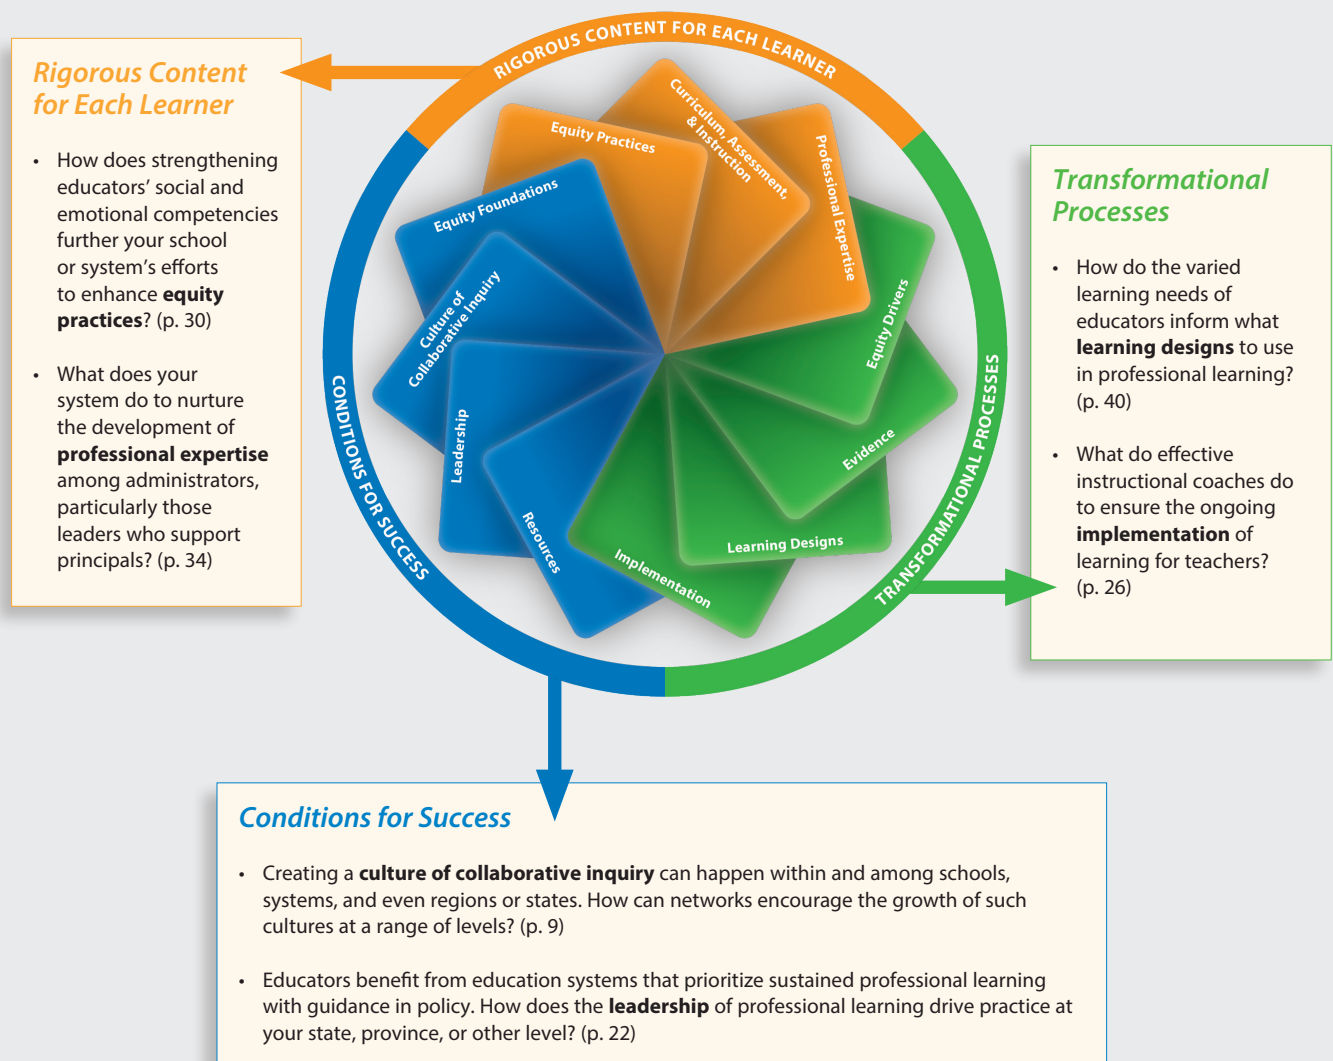 RIGOROUS CONTENT FOR EACH LEARNER
Rigorous Content
for Each Learner
• How does strengthening
educators’ social and
emotional competencies
further your school
or system’s efforts
to enhance equity
practices? (p. 30)
• What does your
system do to nurture
the development of
professional expertise
among administrators,
particularly those
leaders who support
principals? (p. 34)
Equity Practices
Curriculum, Assessment,
& Instruction
Professional Expertise
Equity Foundations
Culture of
Collaborative Inquiry
Leadership
Resources
Equity Drivers
Evidence
Learning Designs
Implementation
CONDITIONS FOR SUCCESS
TRANSFORMATIONAL PROCESSES
Transformational
Processes
• How do the varied
learning needs of
educators inform what
learning designs to use
in professional learning?
(p. 40)
• What do effective
instructional coaches do
to ensure the ongoing
implementation of
learning for teachers?
(p. 26)
Conditions for Success
• Creating a culture of collaborative inquiry can happen within and among schools,
systems, and even regions or states. How can networks encourage the growth of such
cultures at a range of levels? (p. 9)
• Educators benefit from education systems that prioritize sustained professional learning
with guidance in policy. How does the leadership of professional learning drive practice at
your state, province, or other level? (p. 22)